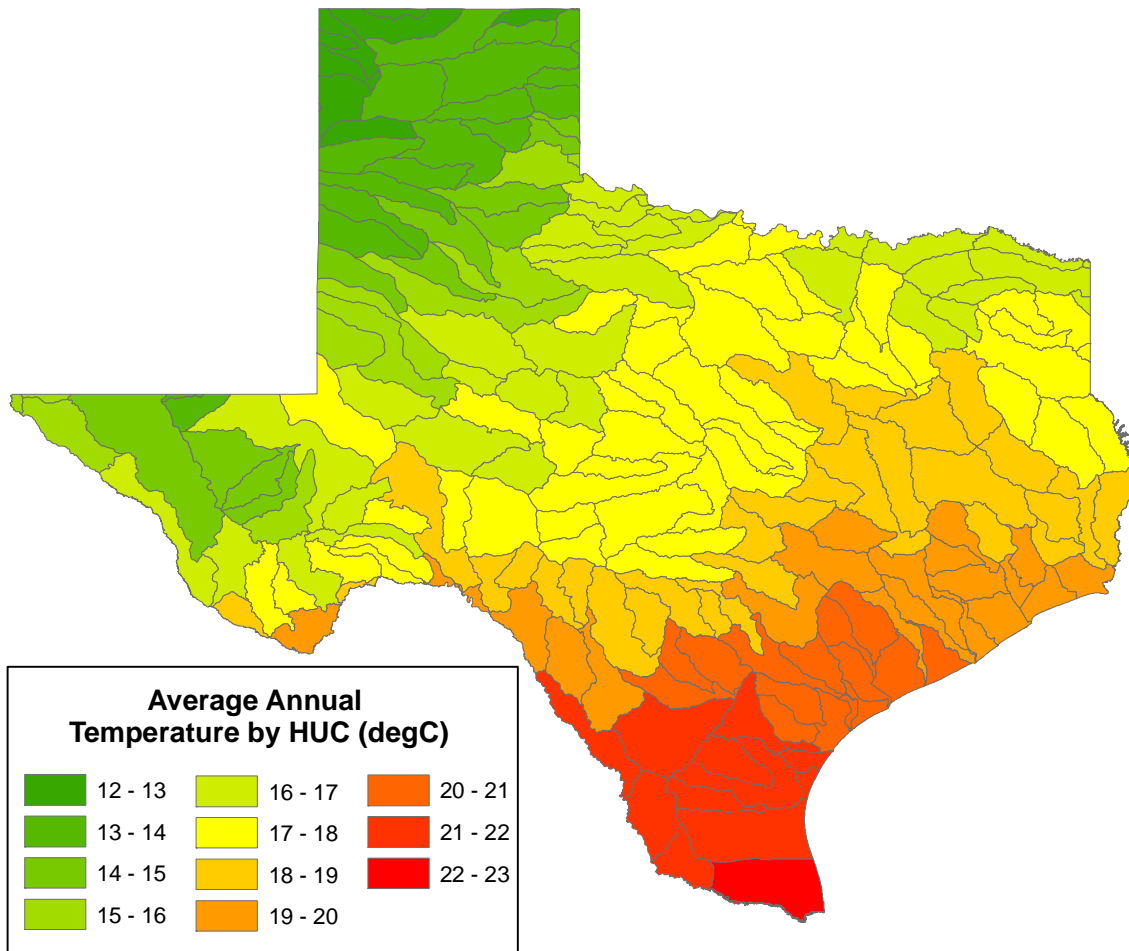 Average Annual
Temperature by HUC (degC)
12 - 13
13 - 14
14 - 15
15 - 16
16 - 17
17 - 18
18 - 19
19 - 20
20 - 21
21 - 22
22 - 23